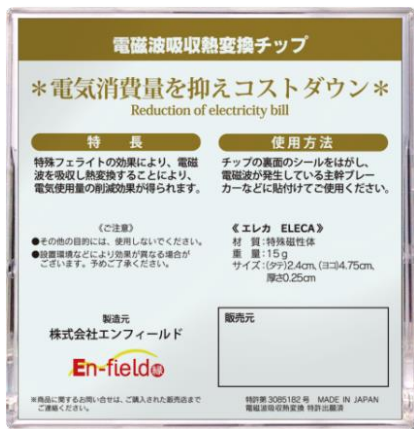 電磁波吸収熱変換チップ
＊電気消費量を抑えコストダウン＊
Reduction of electricity bill
特　長
特殊フェライトの効果により、電磁
波を吸収し熱変換することにより、
電気使用量の削減効果が得られます。
使用方法
チップの裏面のシールをはがし、
電磁波が発生している主幹ブレー
カーなどに貼付けてご使用ください。
《ご注意》
●その他の目的には、使用しないでください。
●設置環境などにより効果が異なる場合が
ございます。予めご了承ください。
《 エレカ　ELECA 》
材　質：特殊磁性体
重　量：15g
サイズ：(タテ)2.4cm, (ヨコ)4.75cm,
厚さ0.25cm
製造元
株式会社エンフィールド
En-field
販売元
※商品に関するお問い合せは、ご購入された販売店まで
ご連絡ください。
特許第3085182号　MADE IN JAPAN
電磁波吸収熱変換 特許出願済